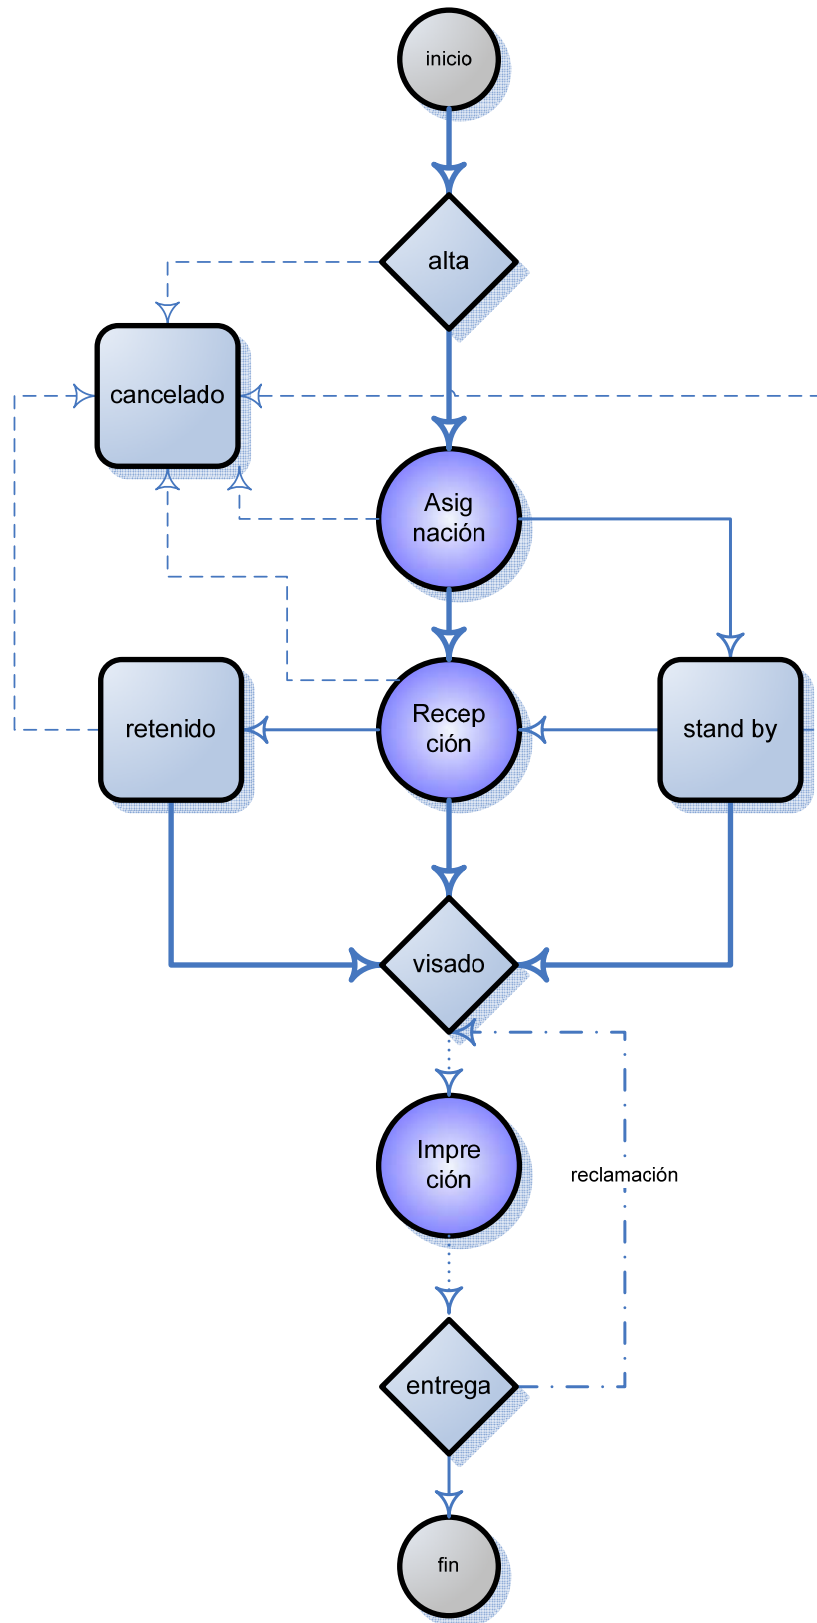 inicio
alta
cancelado
Asig
nación
retenido
Recep
ción
stand by
visado
Impre
ción
reclamación
entrega
fin